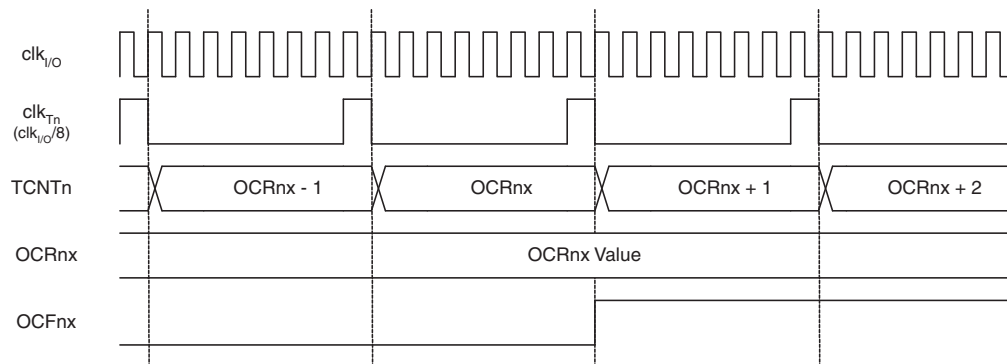 clkI/O
clkTn
(clkI/O/8)
TCNTn OCRnx - 1 OCRnx OCRnx + 1 OCRnx + 2
OCRnx OCRnx Value
OCFnx